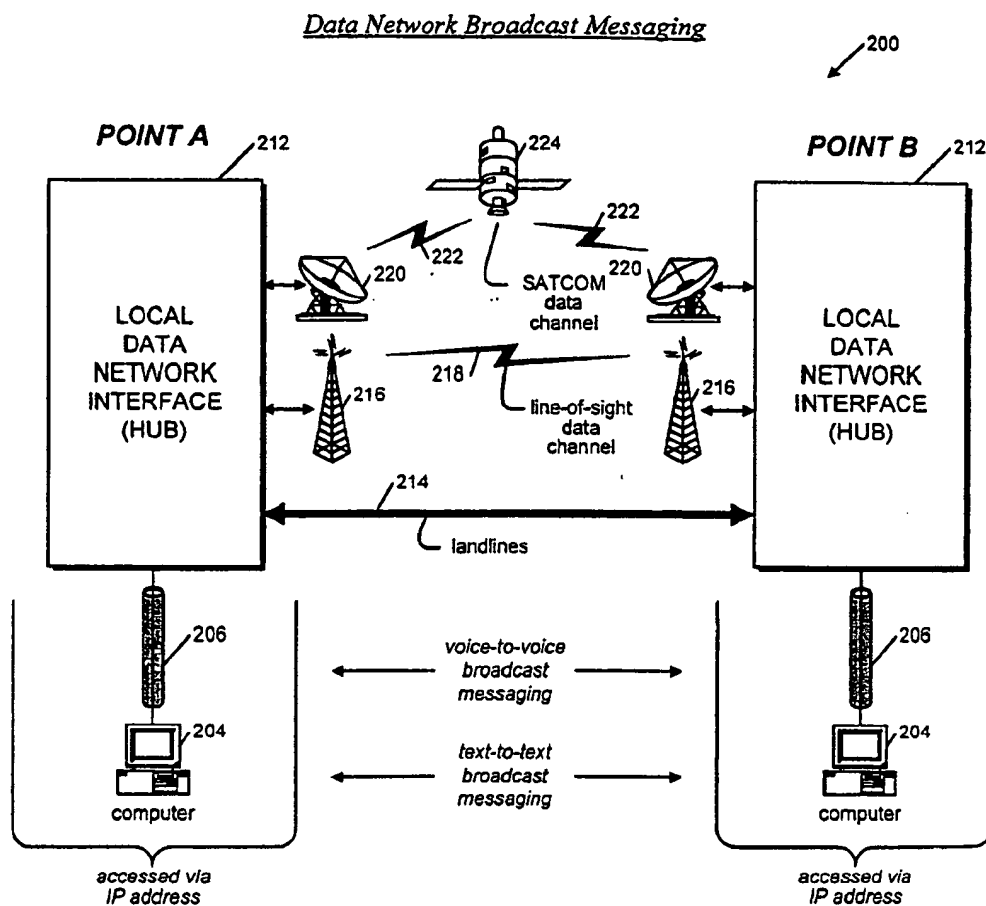 Data Network Broadcast Messaging
200
POINT A
212
224
POINT B
212
222
222
220
220
SATCOM
data
channel
LOCAL
DATA
NETWORK
INTERFACE
(HUB)
LOCAL
DATA
NETWORK
INTERFACE
(HUB)
218
216
216
line-of-sight
data
channel
214
landlines
206
206
voice-to-voice
broadcast
messaging
204
204
text-to-text
broadcast
messaging
computer
computer
accessed via
IP address
accessed via
IP address